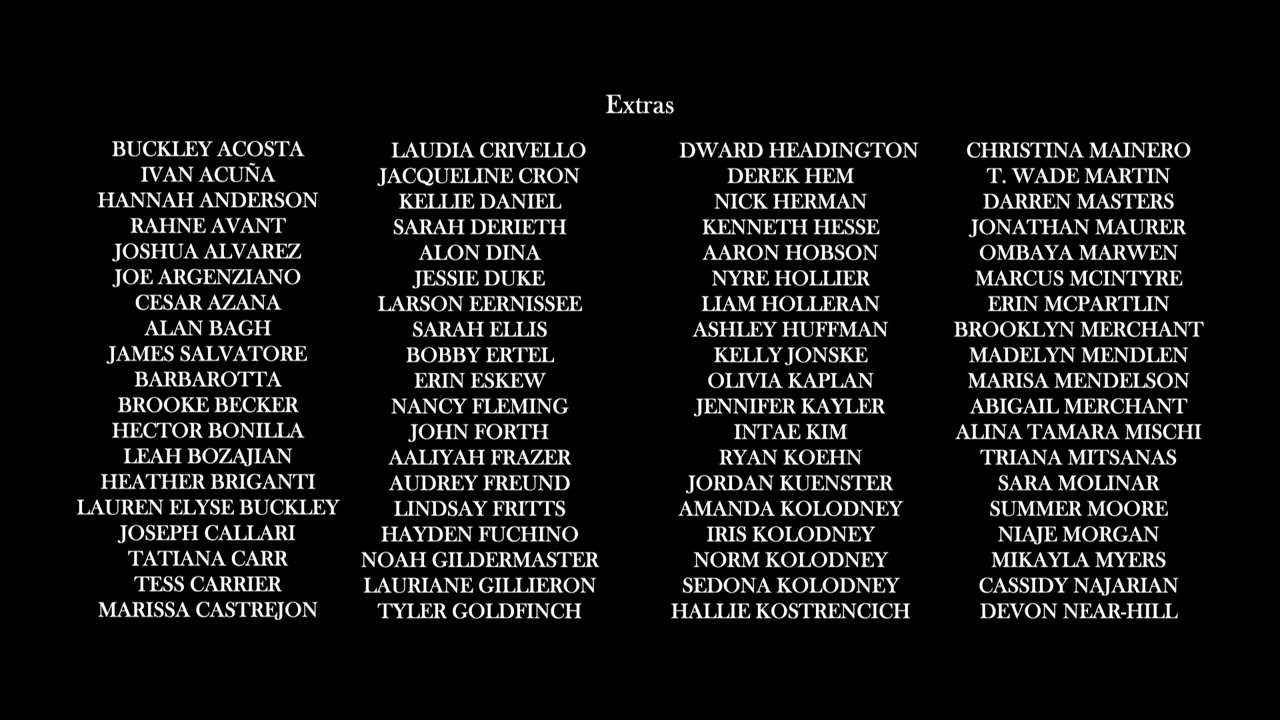 Extras
BUCKLEY ACOSTA
IVAN ACUÑA
HANNAH ANDERSON
RAHNE AVANT
JOSHUA ALVAREZ
JOE ARGENZIANO
CESAR AZANA
ALAN BAGH
JAMES SALVATORE
BARBAROTTA
BROOKE BECKER
HECTOR BONILLA
LEAH BOZAJIAN
HEATHER BRIGANTI
LAUREN ELYSE BUCKLEY
JOSEPH CALLARI
TATIANA CARR
TESS CARRIER
MARISSA CASTREJON
LAUDIA CRIVELLO
JACQUELINE CRON
KELLIE DANIEL
SARAH DERIETH
ALON DINA
JESSIE DUKE
LARSON EERNISSEE
SARAH ELLIS
BOBBY ERTEL
ERIN ESKEW
NANCY FLEMING
JOHN FORTH
AALIYAH FRAZER
AUDREY FREUND
LINDSAY FRITTS
HAYDEN FUCHINO
NOAH GILDERMASTER
LAURIANE GILLIERON
TYLER GOLDFINCH
DWARD HEADINGTON
DEREK HEM
NICK HERMAN
KENNETH HESSE
AARON HOBSON
NYRE HOLLIER
LIAM HOLLERAN
ASHLEY HUFFMAN
KELLY JONSKE
OLIVIA KAPLAN
JENNIFER KAYLER
INTAE KIM
RYAN KOEHN
JORDAN KUENSTER
AMANDA KOLODNEY
IRIS KOLODNEY
NORM KOLODNEY
SEDONA KOLODNEY
HALLIE KOSTRENCICH
CHRISTINA MAINERO
T. WADE MARTIN
DARREN MASTERS
JONATHAN MAURER
OMBAYA MARWEN
MARCUS MCINTYRE
ERIN MCPARTLIN
BROOKLYN MERCHANT
MADELYN MENDLEN
MARISA MENDELSON
ABIGAIL MERCHANT
ALINA TAMARA MISCHI
TRIANA MITSANAS
SARA MOLINAR
SUMMER MOORE
NIAJE MORGAN
MIKAYLA MYERS
CASSIDY NAJARIAN
DEVON NEAR-HILL